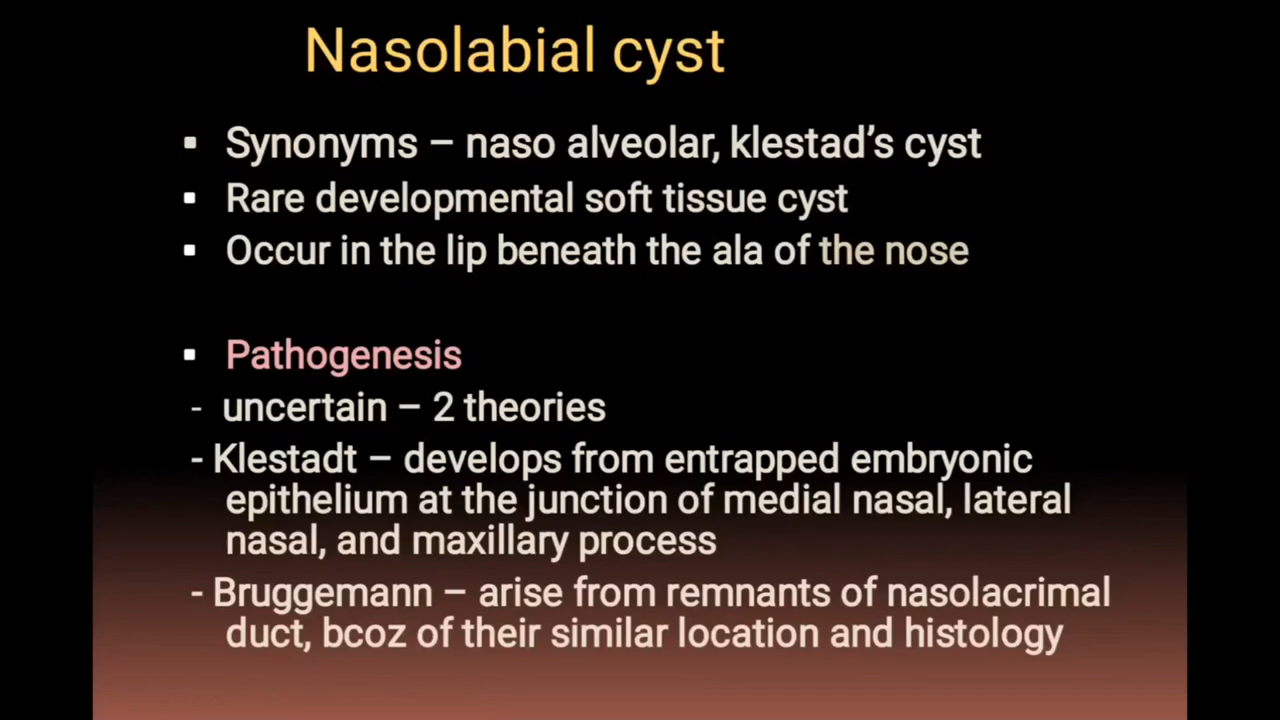 Nasolabial cyst
▪ Synonyms – naso alveolar, klestad's cyst
▪ Rare developmental soft tissue cyst
▪ Occur in the lip beneath the ala of the nose
▪ Pathogenesis
- uncertain – 2 theories
- Klestadt – develops from entrapped embryonic
epithelium at the junction of medial nasal, lateral
nasal, and maxillary process
- Bruggemann – arise from remnants of nasolacrimal
duct, bcoz of their similar location and histology